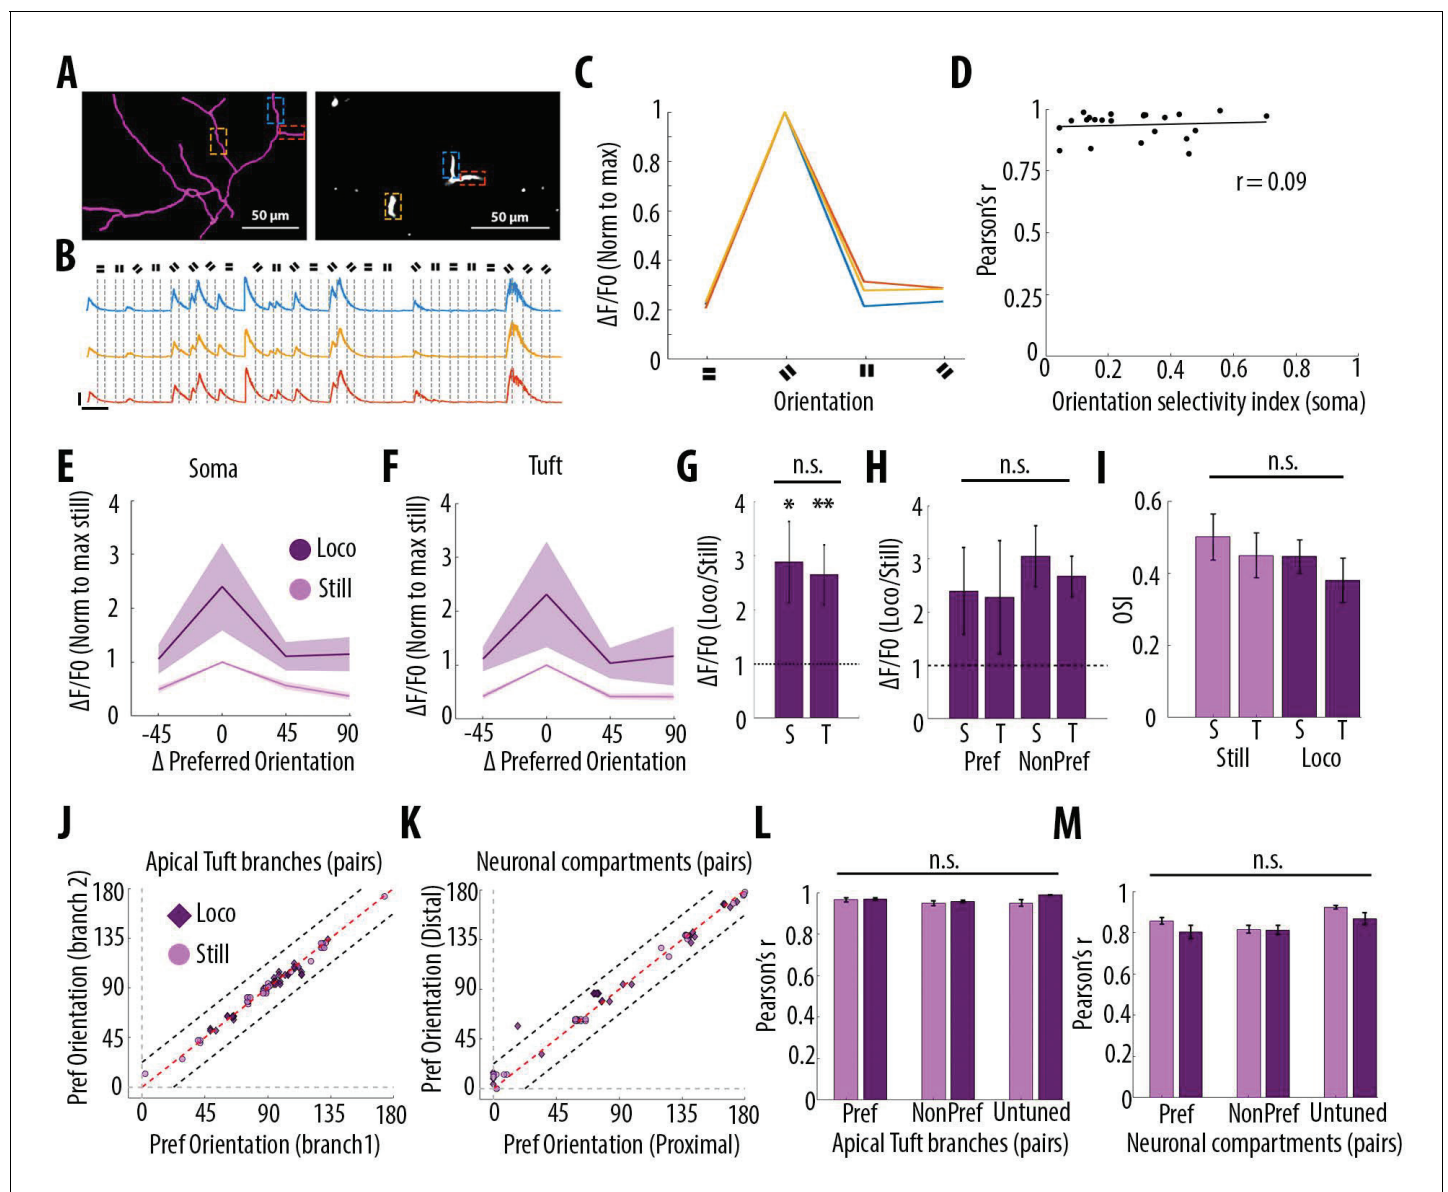 A
50 µm
50 µm
B
C
ΔF/F0 (Norm to max)
1
0.8
0.6
0.4
0.2
0
Orientation
D
Pearson's r
1
0.75
0.5
0.25
0
r = 0.09
0 0.2 0.4 0.6 0.8 1
Orientation selectivity index (soma)
E
Soma
ΔF/F0 (Norm to max still)
4
3
2
1
0
Loco
Still
-45 0 45 90
Δ Preferred Orientation
F
Tuft
ΔF/F0 (Norm to max still)
4
3
2
1
0
-45 0 45 90
Δ Preferred Orientation
G
n.s.
* **
ΔF/F0 (Loco/Still)
4
3
2
1
0
S T
H
n.s.
ΔF/F0 (Loco/Still)
4
3
2
1
0
S T S T
Pref NonPref
I
n.s.
OSI
0.6
0.4
0.2
0
S T S T
Still Loco
J
Apical Tuft branches (pairs)
Pref Orientation (branch 2)
180
135
90
45
0
Loco
Still
0 45 90 135 180
Pref Orientation (branch1)
K
Neuronal compartments (pairs)
Pref Orientation (Distal)
180
135
90
45
0
0 45 90 135 180
Pref Orientation (Proximal)
L
n.s.
Pearson's r
1
0.8
0.6
0.4
0.2
0
Pref NonPref Untuned
Apical Tuft branches (pairs)
M
n.s.
Pearson's r
1
0.8
0.6
0.4
0.2
0
Pref NonPref Untuned
Neuronal compartments (pairs)